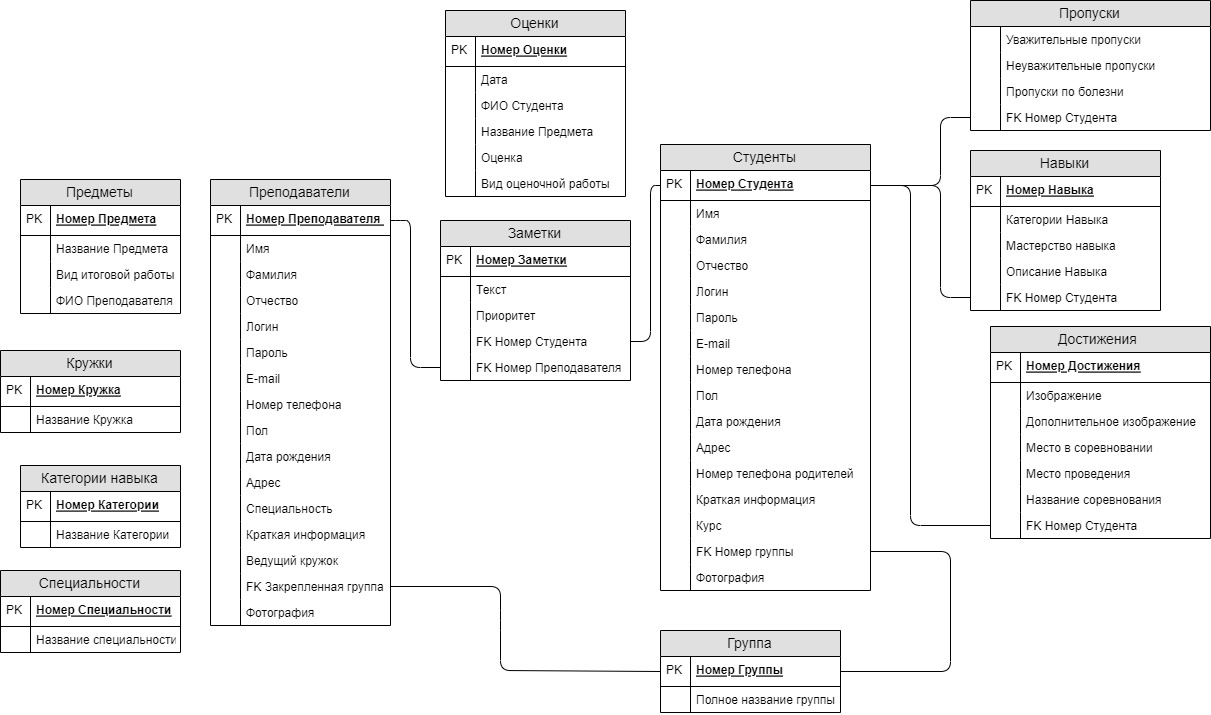 Оценки
PK Номер Оценки
Дата
ФИО Студента
Название Предмета
Оценка
Вид оценочной работы
Пропуски
Уважительные пропуски
Неуважительные пропуски
Пропуски по болезни
FK Номер Студента
Студенты
PK Номер Студента
Имя
Фамилия
Отчество
Логин
Пароль
E-mail
Номер телефона
Пол
Дата рождения
Адрес
Номер телефона родителей
Краткая информация
Курс
FK Номер группы
Фотография
Навыки
PK Номер Навыка
Категории Навыка
Мастерство навыка
Описание Навыка
FK Номер Студента
Предметы
PK Номер Предмета
Название Предмета
Вид итоговой работы
ФИО Преподавателя
Преподаватели
PK Номер Преподавателя
Имя
Фамилия
Отчество
Логин
Пароль
E-mail
Номер телефона
Пол
Дата рождения
Адрес
Специальность
Краткая информация
Ведущий кружок
FK Закрепленная группа
Фотография
Заметки
PK Номер Заметки
Текст
Приоритет
FK Номер Студента
FK Номер Преподавателя
Достижения
PK Номер Достижения
Изображение
Дополнительное изображение
Место в соревновании
Место проведения
Название соревнования
FK Номер Студента
Кружки
PK Номер Кружка
Название Кружка
Категории навыка
PK Номер Категории
Название Категории
Специальности
PK Номер Специальности
Название специальности
Группа
PK Номер Группы
Полное название группы